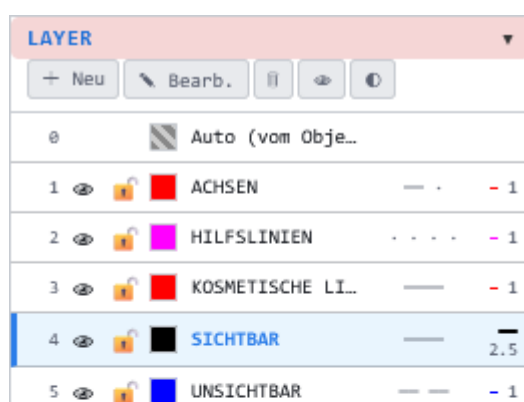 LAYER
+ Neu Bearb.
0 Auto (vom Obje…
1 ACHSEN 1
2 HILFSLINIEN 1
3 KOSMETISCHE LI… 1
4 SICHTBAR 2.5
5 UNSICHTBAR 1